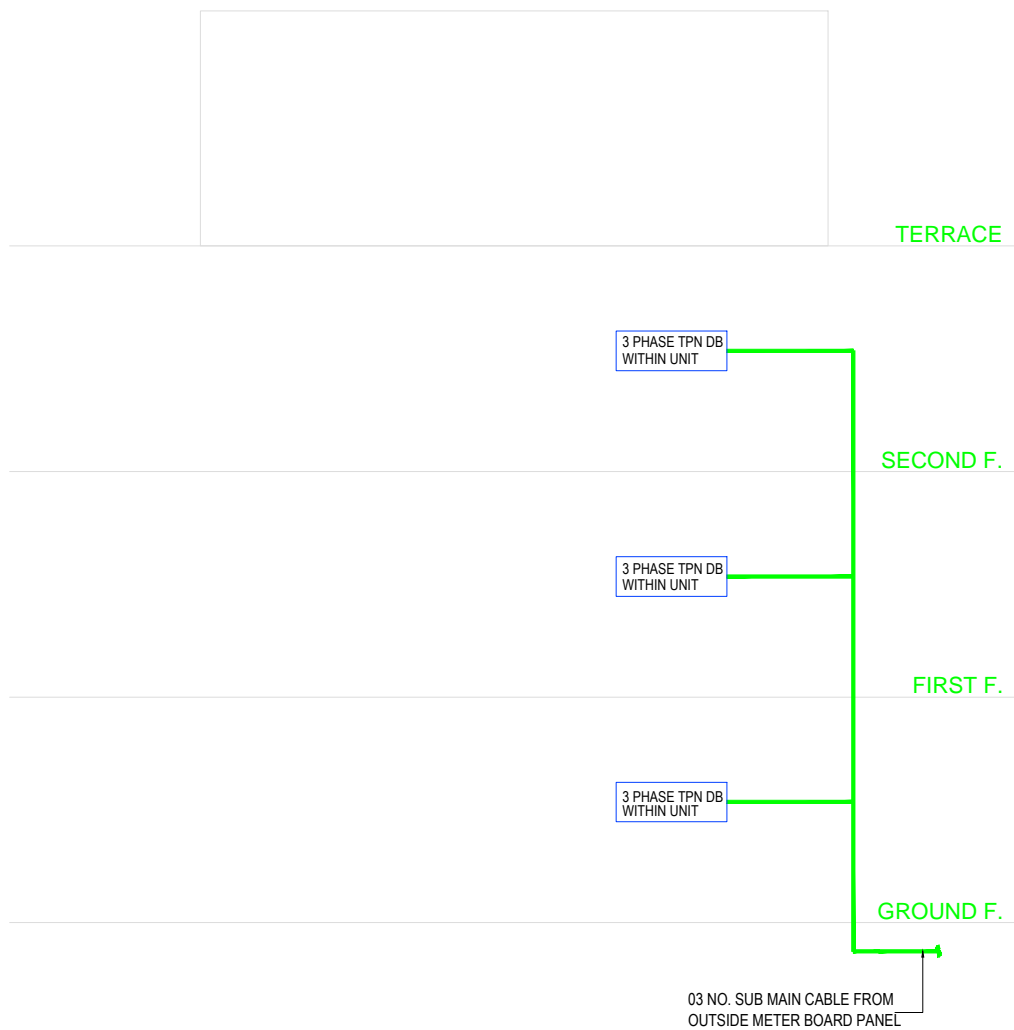 TERRACE
3 PHASE TPN DB
WITHIN UNIT
SECOND F.
3 PHASE TPN DB
WITHIN UNIT
FIRST F.
3 PHASE TPN DB
WITHIN UNIT
GROUND F.
03 NO. SUB MAIN CABLE FROM
OUTSIDE METER BOARD PANEL